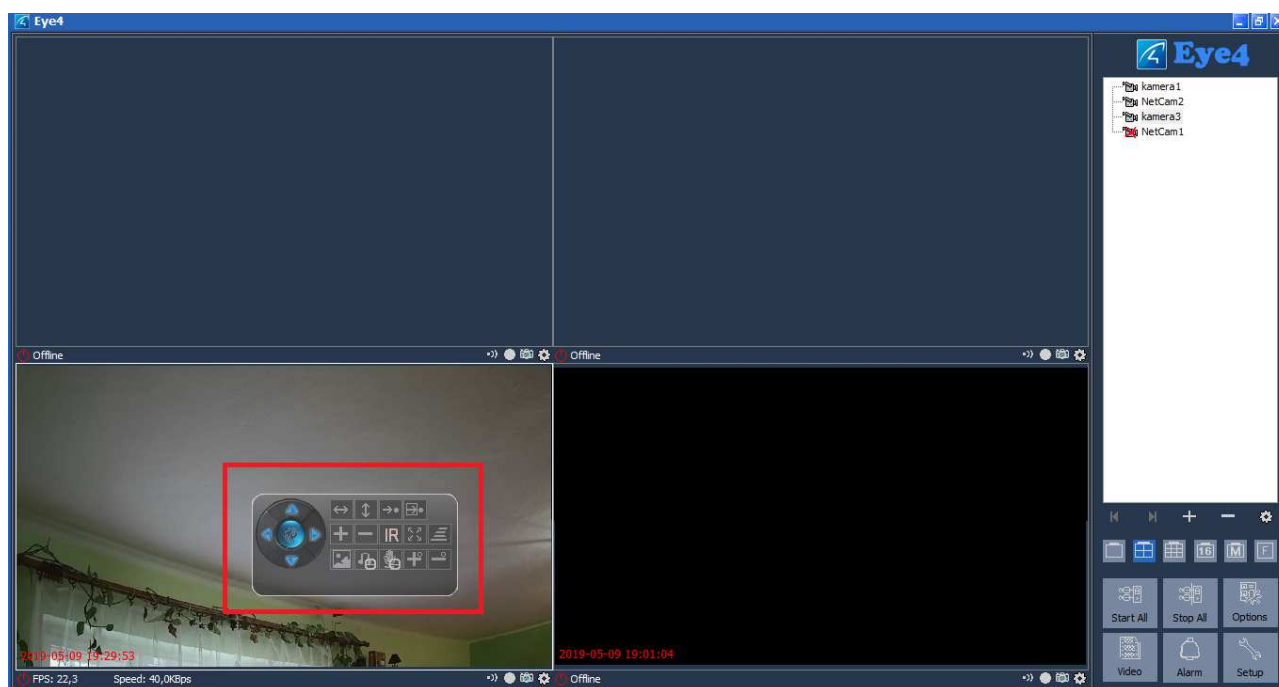 Eye4
Eye4
kamera1
NetCam2
kamera3
NetCam1
Offline
Offline
IR
2019-05-09 19:29:53
2019-05-09 19:01:04
FPS: 22,3 Speed: 40,0KBps
Offline
16 M F
Start All Stop All Options
Video Alarm Setup